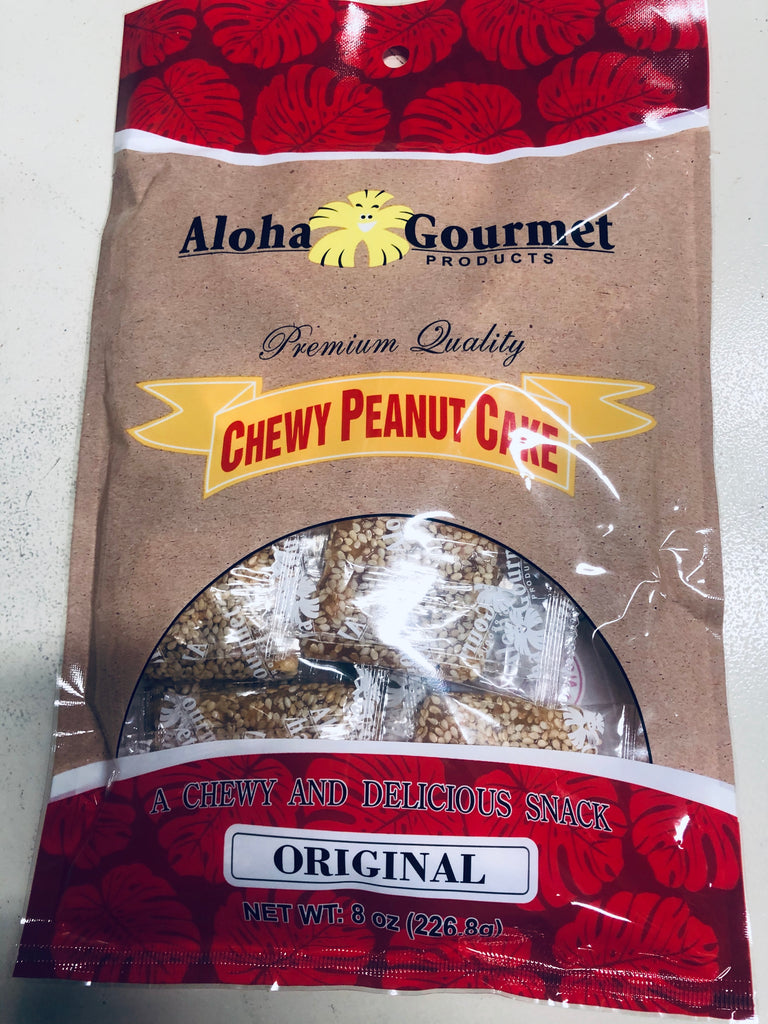 Aloha Gourmet
PRODUCTS
Premium Quality
CHEWY PEANUT CAKE
A CHEWY AND DELICIOUS SNACK
ORIGINAL
NET WT: 8 oz (226.8g)